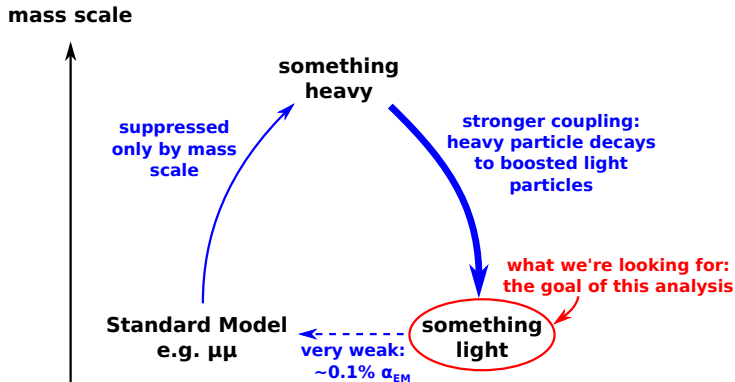 mass scale
something
heavy
suppressed
only by mass
scale
stronger coupling:
heavy particle decays
to boosted light
particles
what we're looking for:
the goal of this analysis
Standard Model
e.g. μμ
something
light
very weak:
~0.1% αEM